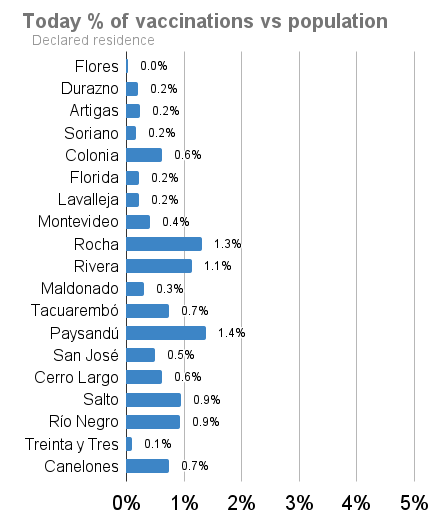 Today % of vaccinations vs population
Declared residence
Flores 0.0%
Durazno 0.2%
Artigas 0.2%
Soriano 0.2%
Colonia 0.6%
Florida 0.2%
Lavalleja 0.2%
Montevideo 0.4%
Rocha 1.3%
Rivera 1.1%
Maldonado 0.3%
Tacuarembó 0.7%
Paysandú 1.4%
San José 0.5%
Cerro Largo 0.6%
Salto 0.9%
Río Negro 0.9%
Treinta y Tres 0.1%
Canelones 0.7%
0% 1% 2% 3% 4% 5%